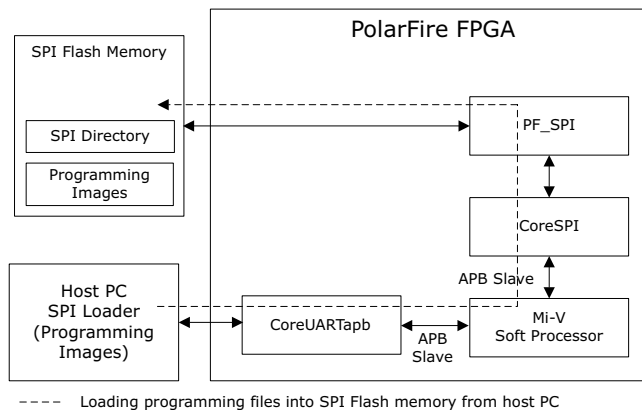 PolarFire FPGA
SPI Flash Memory
SPI Directory
Programming
Images
PF_SPI
CoreSPI
APB Slave
Host PC
SPI Loader
(Programming
Images)
CoreUARTapb
APB
Slave
Mi-V
Soft Processor
Loading programming files into SPI Flash memory from host PC